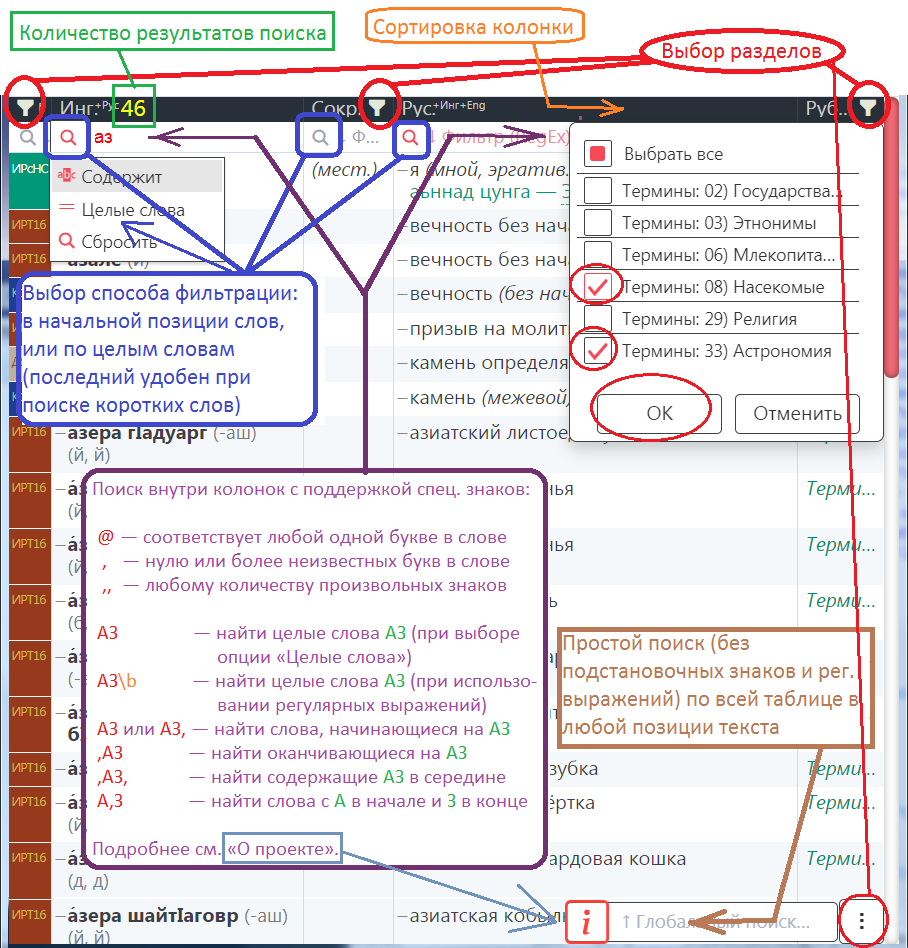 Количество результатов поиска
Сортировка колонки
Выбор разделов
Инг.+Рус 46
Сокр.
Рус.+Инг+Eng
Руб...
аз
Ф...
Фильтр (RegEx)
ИРсНС
Содержит
Целые слова
Сбросить
(мест.)
–я (мной, эргатив.
аьннад цунга —
ИРТ16
–вечность без нача
ИРТ16
–вечность без нача
–вечность (без нач
–призыв на молит
–камень определя
–камень (межевой)
Выбрать все
Термины: 02) Государства...
Термины: 03) Этнонимы
Термины: 06) Млекопита...
Термины: 08) Насекомые
Термины: 29) Религия
Термины: 33) Астрономия
ОК
Отменить
Выбор способа фильтрации:
в начальной позиции слов,
или по целым словам
(последний удобен при
поиске коротких слов)
ИРТ16
–азера гӏадуарг (-аш)
(й, й)
–азиатский листое
Поиск внутри колонок с поддержкой спец. знаков:
@ — соответствует любой одной букве в слове
, — нулю или более неизвестных букв в слове
,, — любому количеству произвольных знаков
АЗ — найти целые слова АЗ (при выборе
опции «Целые слова»)
АЗ\b — найти целые слова АЗ (при использо-
вании регулярных выражений)
АЗ или АЗ, — найти слова, начинающиеся на АЗ
,АЗ — найти оканчивающиеся на АЗ
,АЗ, — найти содержащие АЗ в середине
А,З — найти слова с А в начале и З в конце
Подробнее см. «О проекте».
ИРТ16
нья
Терми...
ИРТ16
нья
Терми...
ИРТ16
Терми...
ИРТ16
ИРТ16
ИРТ16
зубка
Терми...
ИРТ16
ёртка
Терми...
ИРТ16
ардовая кошка
Терми...
(д, д)
Простой поиск (без
подстановочных знаков и рег.
выражений) по всей таблице в
любой позиции текста
ИРТ16
–а́зера шайтӏаговр (-аш)
(й, й)
–азиатская кобыл
i
↑ Глобальный поиск...